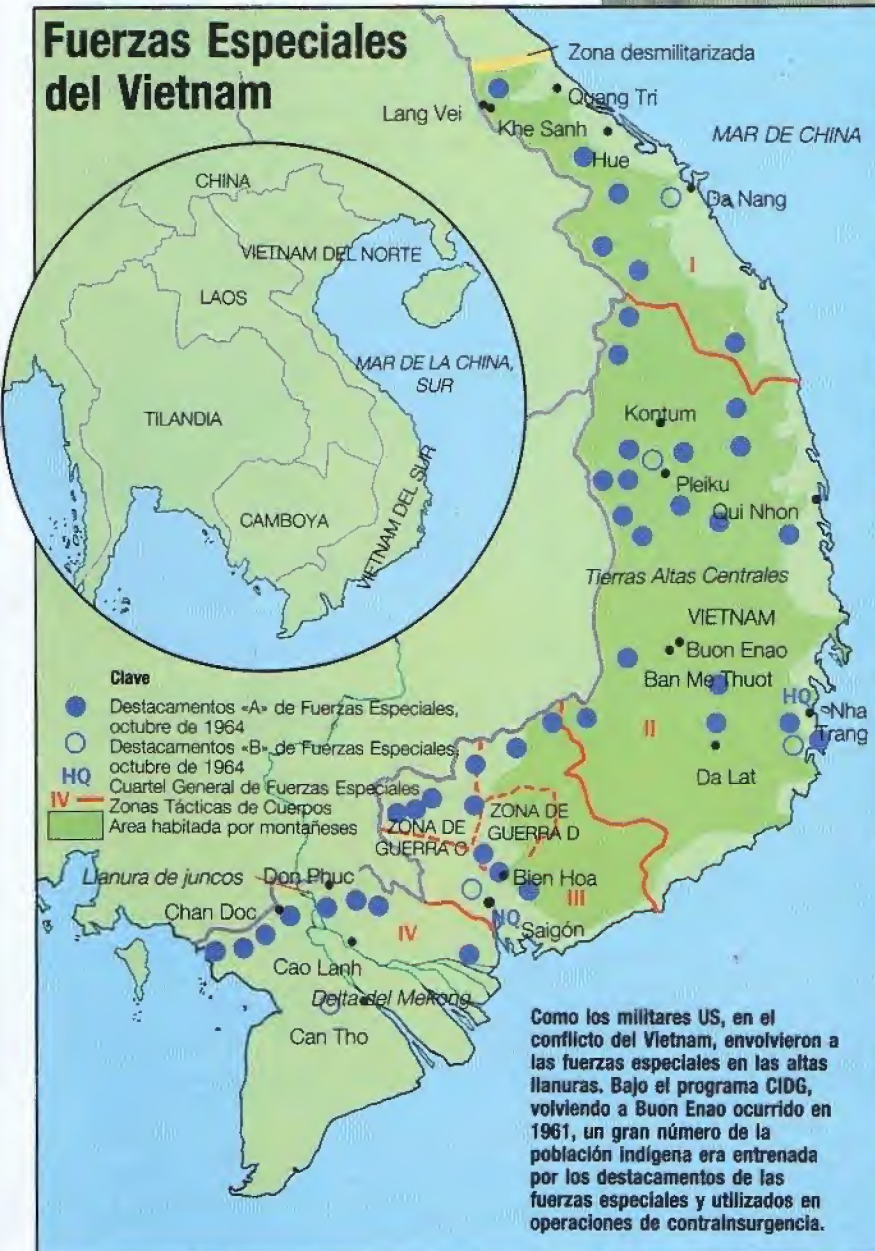 Fuerzas Especiales
del Vietnam
Zona desmilitarizada
Lang Vei
Quang Tri
Khe Sanh
MAR DE CHINA
Hue
Da Nang
I
CHINA
VIETNAM DEL NORTE
LAOS
MAR DE LA CHINA,
SUR
TILANDIA
CAMBOYA
VIETNAM DEL SUR
Kontum
Pleiku
Qui Nhon
Tierras Altas Centrales
VIETNAM
Buon Enao
Ban Me Thuot
HQ
Nha
Trang
II
Da Lat
Clave
Destacamentos «A» de Fuerzas Especiales,
octubre de 1964
Destacamentos «B» de Fuerzas Especiales,
octubre de 1964
HQ Cuartel General de Fuerzas Especiales
IV Zonas Tácticas de Cuerpos
Area habitada por montañeses
ZONA DE
GUERRA C
ZONA DE
GUERRA D
Llanura de juncos
Don Phuc
Bien Hoa
III
Chan Doc
HQ
Saigón
IV
Cao Lanh
Delta del Mekong
Can Tho
Como los militares US, en el
conflicto del Vietnam, envolvieron a
las fuerzas especiales en las altas
llanuras. Bajo el programa CIDG,
volviendo a Buon Enao ocurrido en
1961, un gran número de la
población indígena era entrenada
por los destacamentos de las
fuerzas especiales y utilizados en
operaciones de contrainsurgencia.